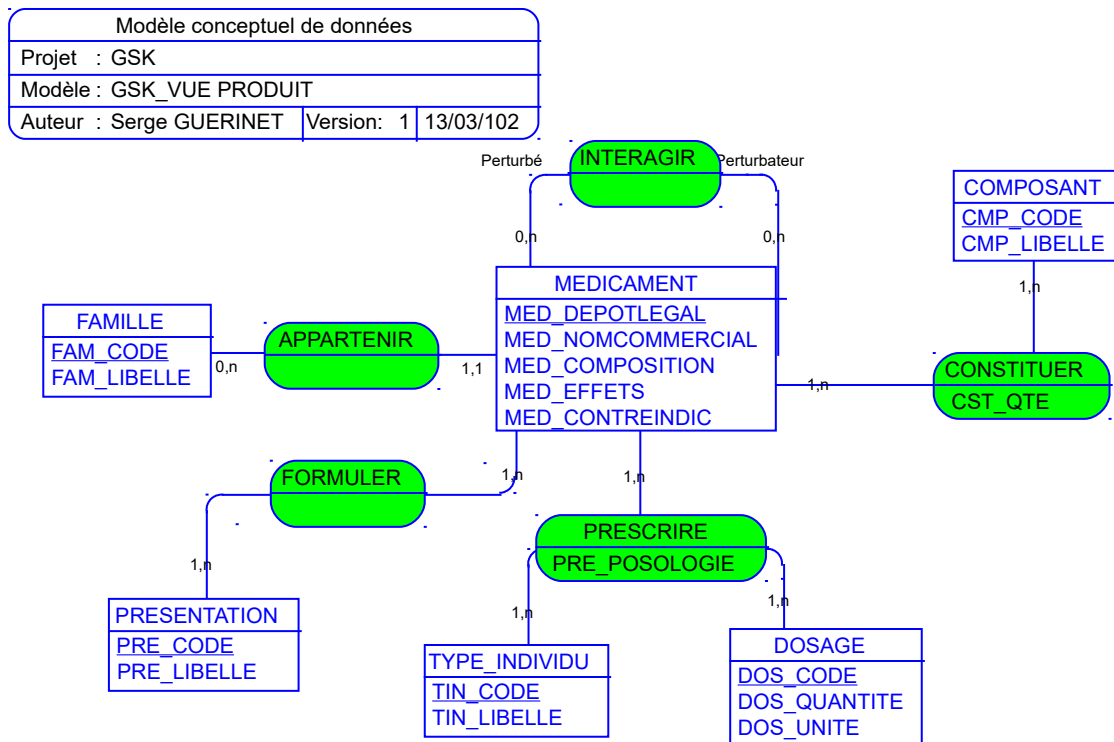 Modèle conceptuel de données
Projet : GSK
Modèle : GSK_VUE PRODUIT
Auteur : Serge GUERINET Version: 1 13/03/102
Perturbé
INTERAGIR
Perturbateur
0,n
0,n
COMPOSANT
CMP_CODE
CMP_LIBELLE
1,n
MEDICAMENT
MED_DEPOTLEGAL
MED_NOMCOMMERCIAL
MED_COMPOSITION
MED_EFFETS
MED_CONTREINDIC
FAMILLE
FAM_CODE
FAM_LIBELLE
0,n
APPARTENIR
1,1
1,n
CONSTITUER
CST_QTE
FORMULER
1,n
1,n
1,n
PRESCRIRE
PRE_POSOLOGIE
PRESENTATION
PRE_CODE
PRE_LIBELLE
1,n
1,n
TYPE_INDIVIDU
TIN_CODE
TIN_LIBELLE
DOSAGE
DOS_CODE
DOS_QUANTITE
DOS_UNITE